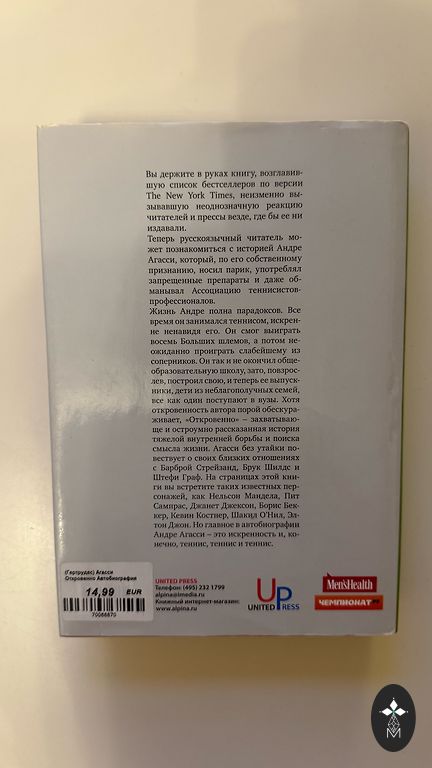 Вы держите в руках книгу, возглавив-
шую список бестселлеров по версии
The New York Times, неизменно вы-
зывавшую неоднозначную реакцию
читателей и прессы везде, где бы ее ни
издавали.
Теперь русскоязычный читатель мо-
жет познакомиться с историей Андре
Агасси, который, по его собственному
признанию, носил парик, употреблял
запрещенные препараты и даже об-
манывал Ассоциацию теннисистов-
профессионалов.
Жизнь Андре полна парадоксов. Все
время он занимался теннисом, искрен-
не ненавидя его. Он смог выиграть
восемь Больших шлемов, а потом не-
ожиданно проиграть слабейшему из
соперников. Он так и не окончил обще-
образовательную школу, зато, повзрос-
лев, построил свою, и теперь ее выпуск-
ники, дети из неблагополучных семей,
все как один поступают в вузы. Хотя
откровенность автора порой обескура-
живает, «Откровенно» – захватываю-
ще и остроумно рассказанная история
тяжелой внутренней борьбы и поиска
смысла жизни. Агасси без утайки по-
вествует о своих близких отношениях
с Барброй Стрейзанд, Брук Шилдс и
Штефи Граф. На страницах этой кни-
ги вы встретите таких известных пер-
сонажей, как Нельсон Мандела, Пит
Сампрас, Джанет Джексон, Борис Бек-
кер, Кевин Костнер, Шакил О'Нил, Эл-
тон Джон. Но главное в автобиографии
Андре Агасси – это искренность и, ко-
нечно, теннис, теннис и теннис.
(Гертрудес) Агасси
Откровенно Автобиография
14,99 EUR
70066870
UNITED PRESS
Телефон: (495) 232 1799
alpina@imedia.ru
Книжный интернет-магазин:
www.alpina.ru
UP
UNITED PRESS
Men'sHealth
ЧЕМПИОНАТ
M